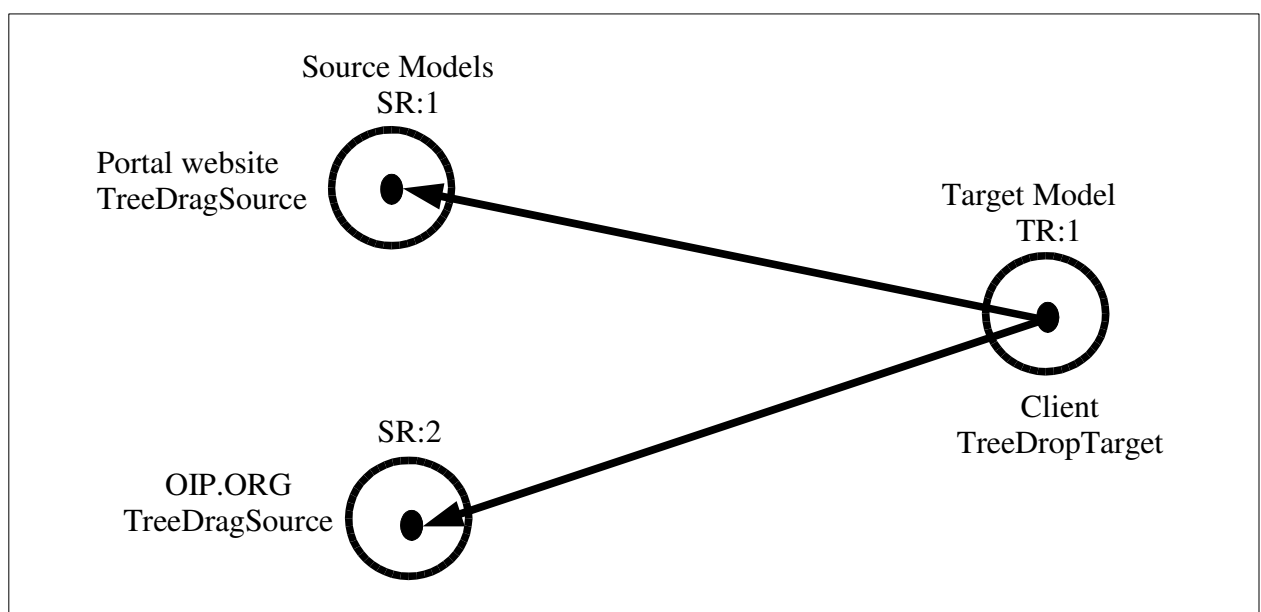 Source Models
SR:1
Portal website
TreeDragSource
Target Model
TR:1
Client
TreeDropTarget
SR:2
OIP.ORG
TreeDragSource